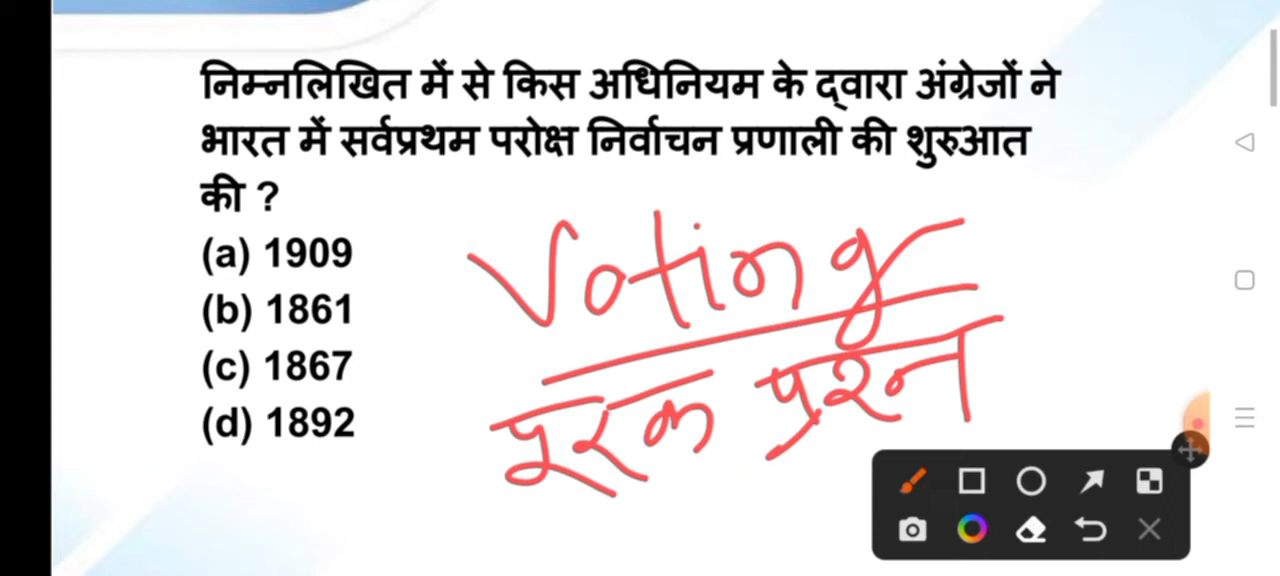 निम्नलिखित में से किस अधिनियम के द्वारा अंग्रेजों ने
भारत में सर्वप्रथम परोक्ष निर्वाचन प्रणाली की शुरुआत
की ?
(a) 1909
(b) 1861
(c) 1867
(d) 1892
Voting
पूरक प्रश्न